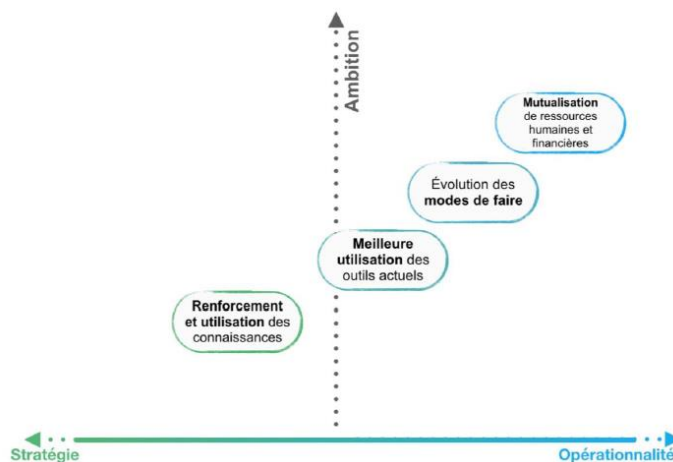 Ambition
Mutualisation
de ressources
humaines et
financières
Évolution des
modes de faire
Meilleure
utilisation des
outils actuels
Renforcement
et utilisation des
connaissances
Stratégie
Opérationnalité